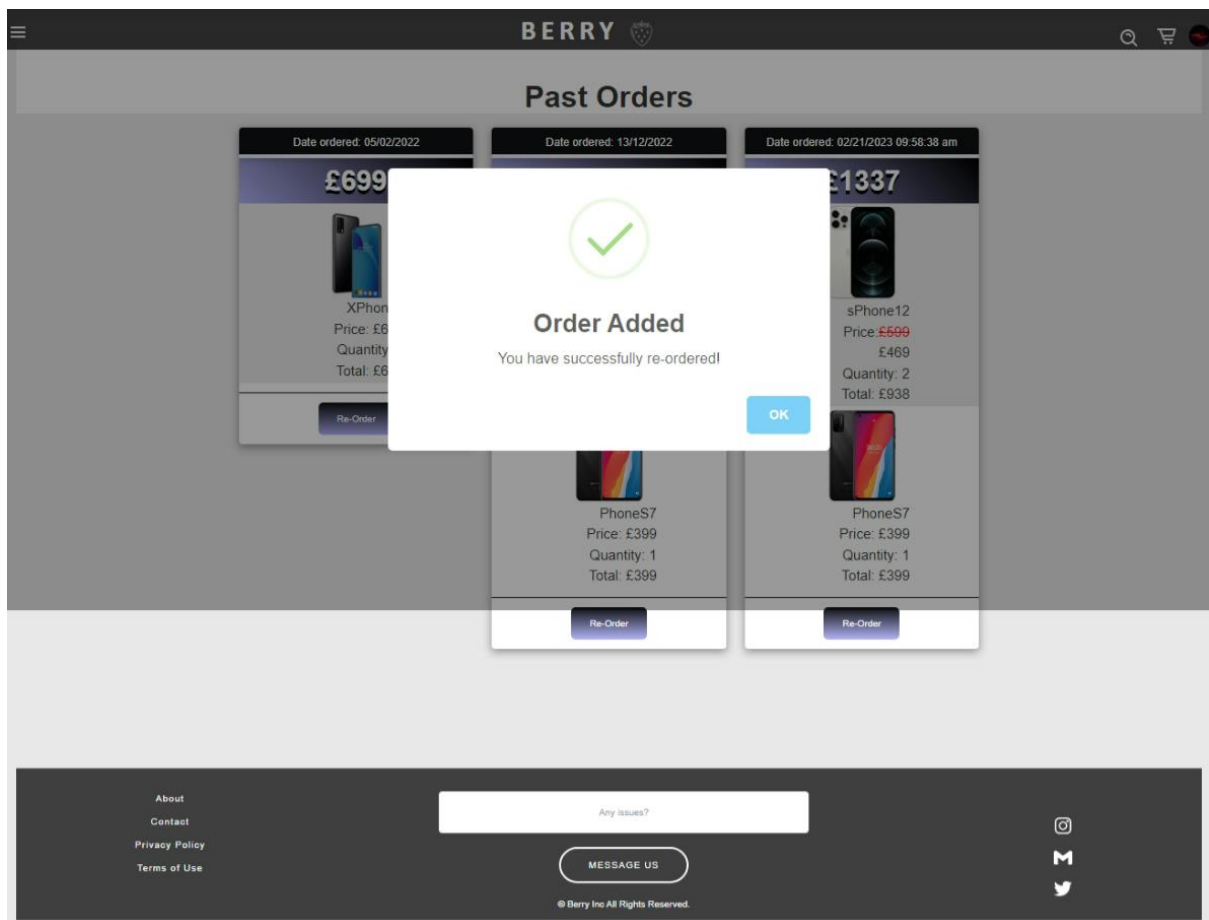 BERRY
Past Orders
Date ordered: 05/02/2022
£699
XPhon
Price: £6
Quantity
Total: £6
Re-Order
Date ordered: 13/12/2022
PhoneS7
Price: £399
Quantity: 1
Total: £399
Re-Order
Date ordered: 02/21/2023 09:58:38 am
£1337
sPhone12
Price:£599
£469
Quantity: 2
Total: £938
PhoneS7
Price: £399
Quantity: 1
Total: £399
Re-Order
Order Added
You have successfully re-ordered!
OK
About
Contact
Privacy Policy
Terms of Use
Any issues?
MESSAGE US
© Berry Inc All Rights Reserved.